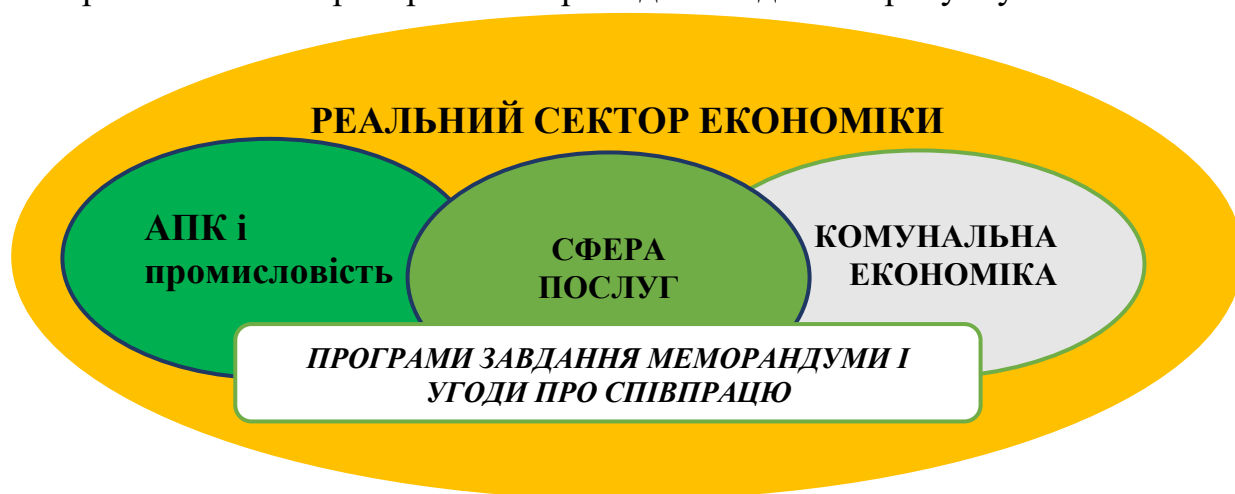 РЕАЛЬНИЙ СЕКТОР ЕКОНОМІКИ
АПК і
промисловість
СФЕРА
ПОСЛУГ
КОМУНАЛЬНА
ЕКОНОМІКА
ПРОГРАМИ ЗАВДАННЯ МЕМОРАНДУМИ І
УГОДИ ПРО СПІВПРАЦЮ